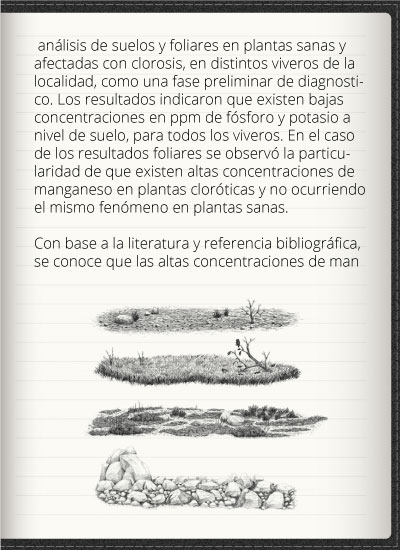 análisis de suelos y foliares en plantas sanas y
afectadas con clorosis, en distintos viveros de la
localidad, como una fase preliminar de diagnosti-
co. Los resultados indicaron que existen bajas
concentraciones en ppm de fósforo y potasio a
nivel de suelo, para todos los viveros. En el caso
de los resultados foliares se observó la particu-
laridad de que existen altas concentraciones de
manganeso en plantas cloróticas y no ocurriendo
el mismo fenómeno en plantas sanas.
Con base a la literatura y referencia bibliográfica,
se conoce que las altas concentraciones de man